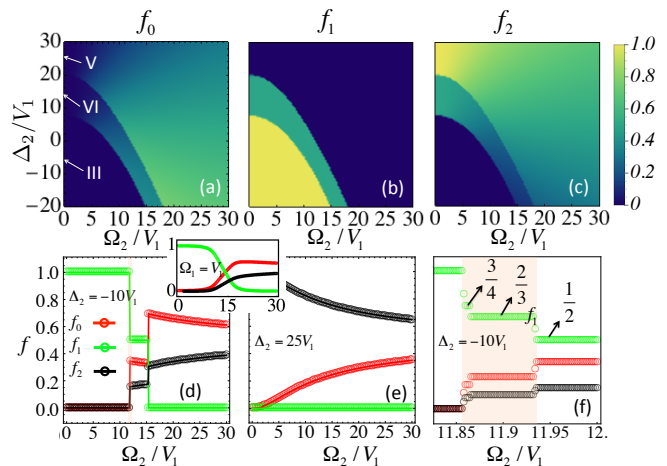 f₀ f₁ f₂
30 V
20
VI
10
0
III
−10
−20
Δ₂/V₁
(a) (b) (c)
1.0
0.8
0.6
0.4
0.2
0
0 5 10 15 20 25 30 0 5 10 15 20 25 30 0 5 10 15 20 25 30
Ω₂/V₁ Ω₂/V₁ Ω₂/V₁
1
0
Ω₁ = V₁
0 15 30
1.0
0.8
0.6
0.4
0.2
0.0
f
Δ₂ = −10V₁
f₀
f₁
f₂
(d)
Δ₂ = 25V₁
(e)
3/4 2/3 1/2
f₁
Δ₂ = −10V₁
(f)
0 5 10 15 20 25 30 0 5 10 15 20 25 30 11.85 11.9 11.95 12.
Ω₂/V₁ Ω₂/V₁ Ω₂/V₁